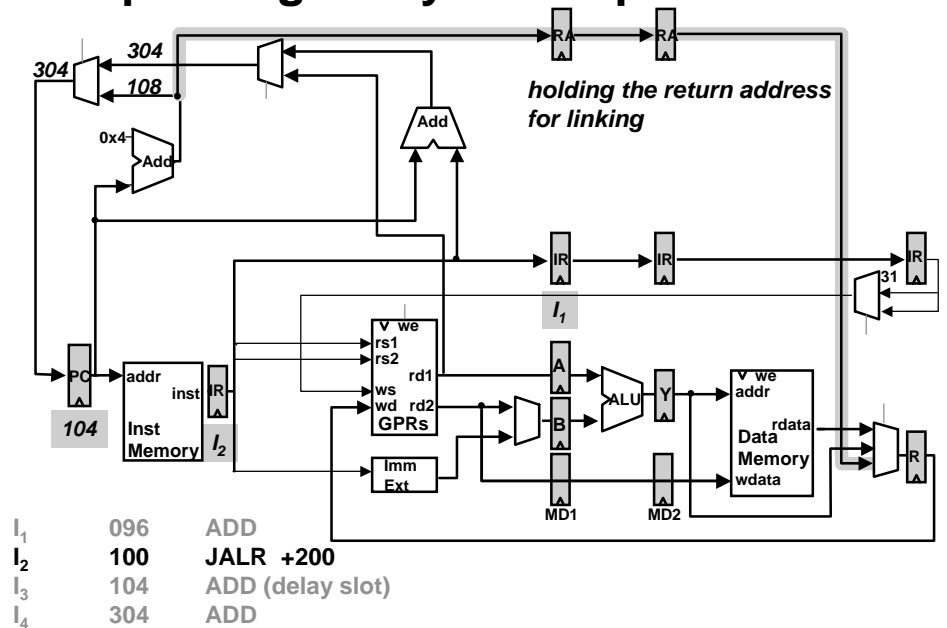 RA
RA
304
304
108
holding the return address
for linking
0x4
Add
Add
IR
IR
IR
31
I1
we
rs1
rs2
rd1
A
PC
addr
inst
IR
ws
wd
rd2
GPRs
B
ALU
Y
we
addr
rdata
Data
Memory
wdata
R
104
Inst
Memory
I2
Imm
Ext
MD1
MD2
I1 096 ADD
I2 100 JALR +200
I3 104 ADD (delay slot)
I4 304 ADD